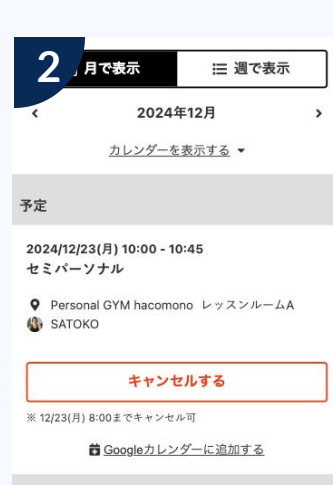 2
月で表示
週で表示
2024年12月
カレンダーを表示する
予定
2024/12/23(月) 10:00 - 10:45
セミパーソナル
Personal GYM hacomono レッスンルームA
SATOKO
キャンセルする
※ 12/23(月) 8:00までキャンセル可
Googleカレンダーに追加する